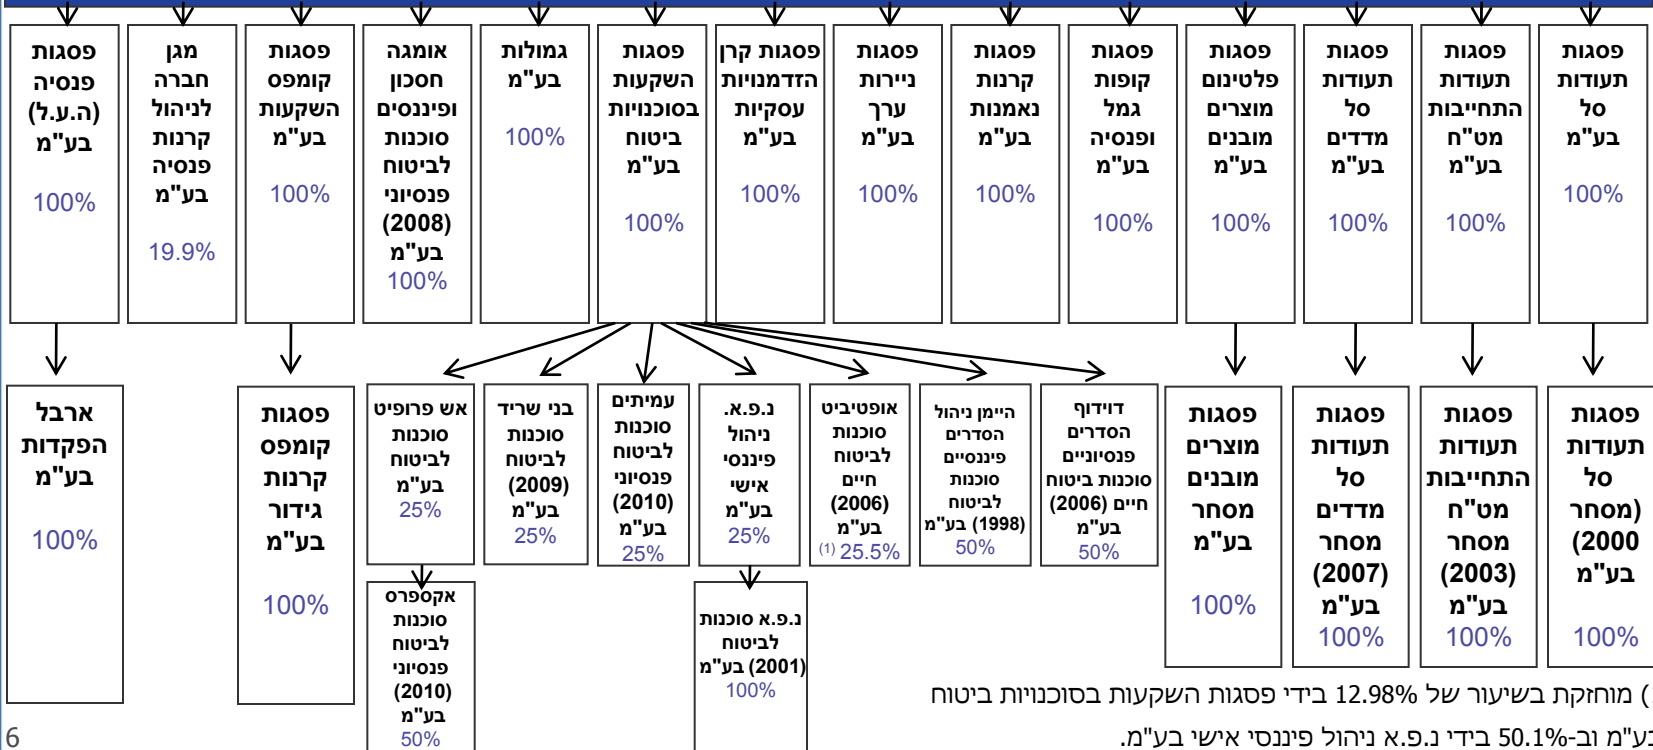 פסגות
תעודות
סל
בע"מ
100%
פסגות
תעודות
התחייבות
מט"ח
בע"מ
100%
פסגות
תעודות
סל
מדדים
בע"מ
100%
פסגות
פלטינום
מוצרים
מובנים
בע"מ
100%
פסגות
קופות
גמל
ופנסיה
בע"מ
100%
פסגות
קרנות
נאמנות
בע"מ
100%
פסגות
ניירות
ערך
בע"מ
100%
פסגות קרן
הזדמנויות
עסקיות
בע"מ
100%
פסגות
השקעות
בסוכנויות
ביטוח
בע"מ
100%
גמולות
בע"מ
100%
אומגה
חסכון
ופיננסים
סוכנות
לביטוח
פנסיוני
(2008)
בע"מ
100%
פסגות
קומפס
השקעות
בע"מ
100%
מגן
חברה
לניהול
קרנות
פנסיה
בע"מ
19.9%
פסגות
פנסיה
(ה.ע.ל)
בע"מ
100%
פסגות
תעודות
סל
(מסחר
2000)
בע"מ
100%
פסגות
תעודות
התחייבות
מט"ח
מסחר
(2003)
בע"מ
100%
פסגות
תעודות
סל
מדדים
מסחר
(2007)
בע"מ
100%
פסגות
מוצרים
מובנים
מסחר
בע"מ
100%
דוידוף
הסדרים
פנסיוניים
סוכנות ביטוח
חיים (2006)
בע"מ
50%
היימן ניהול
הסדרים
פיננסיים
סוכנות
לביטוח
(1998) בע"מ
50%
אופטיביט
סוכנות
לביטוח
חיים
(2006)
בע"מ
25.5% (1)
נ.פ.א.
ניהול
פיננסי
אישי
בע"מ
25%
עמיתים
סוכנות
לביטוח
פנסיוני
(2010)
בע"מ
25%
בני שריד
סוכנות
לביטוח
(2009)
בע"מ
25%
אש פרופיט
סוכנות
לביטוח
בע"מ
25%
פסגות
קומפס
קרנות
גידור
בע"מ
100%
ארבל
הפקדות
בע"מ
100%
נ.פ.א סוכנות
לביטוח
(2001) בע"מ
100%
אקספרס
סוכנות
לביטוח
פנסיוני
(2010)
בע"מ
50%
) מוחזקת בשיעור של 12.98% בידי פסגות השקעות בסוכנויות ביטוח
בע"מ וב-50.1% בידי נ.פ.א ניהול פיננסי אישי בע"מ.
6